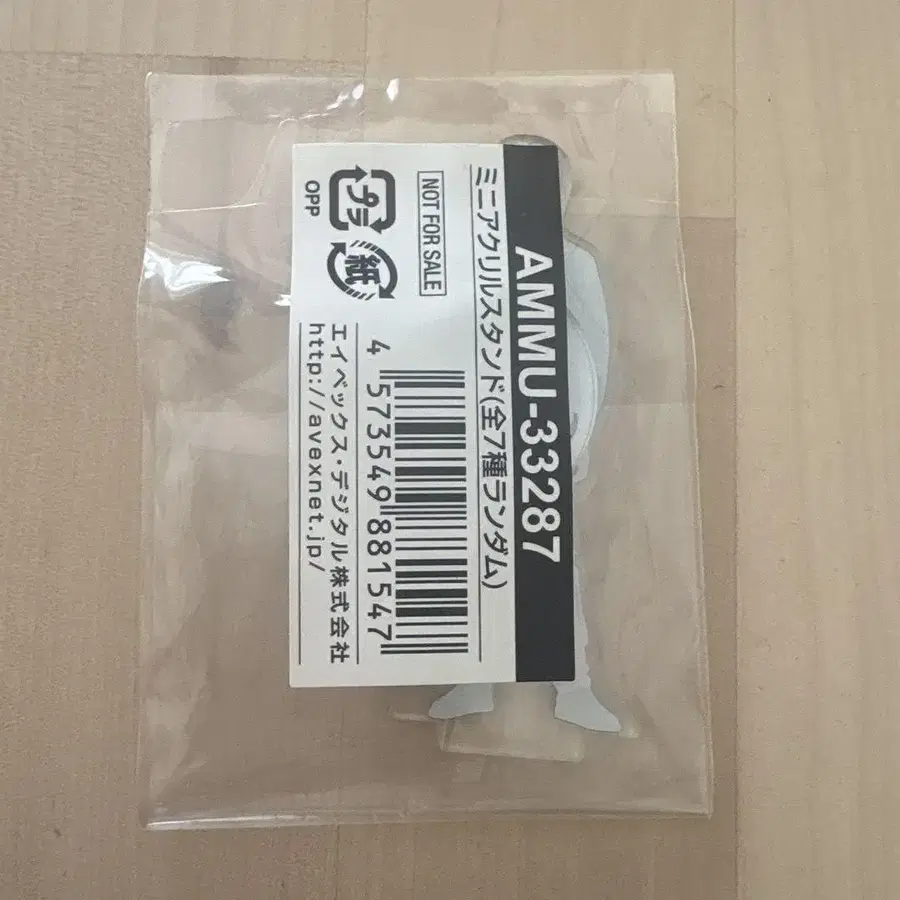 AMMU-33287
ミニアクリルスタンド(全7種ランダム)
NOT FOR SALE
プラ
OPP
紙
4 573549 881547
エイベックス・デジタル株式会社
http://avexnet.jp/